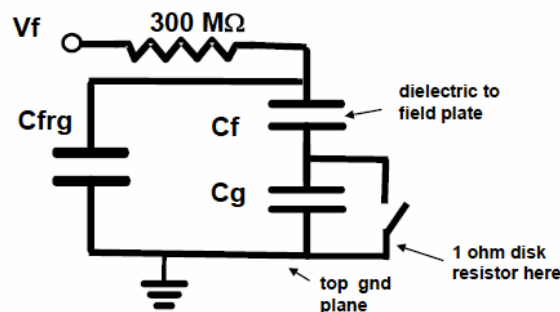 Vf
300 MΩ
Cfrg
Cf
dielectric to
field plate
Cg
top gnd
plane
1 ohm disk
resistor here